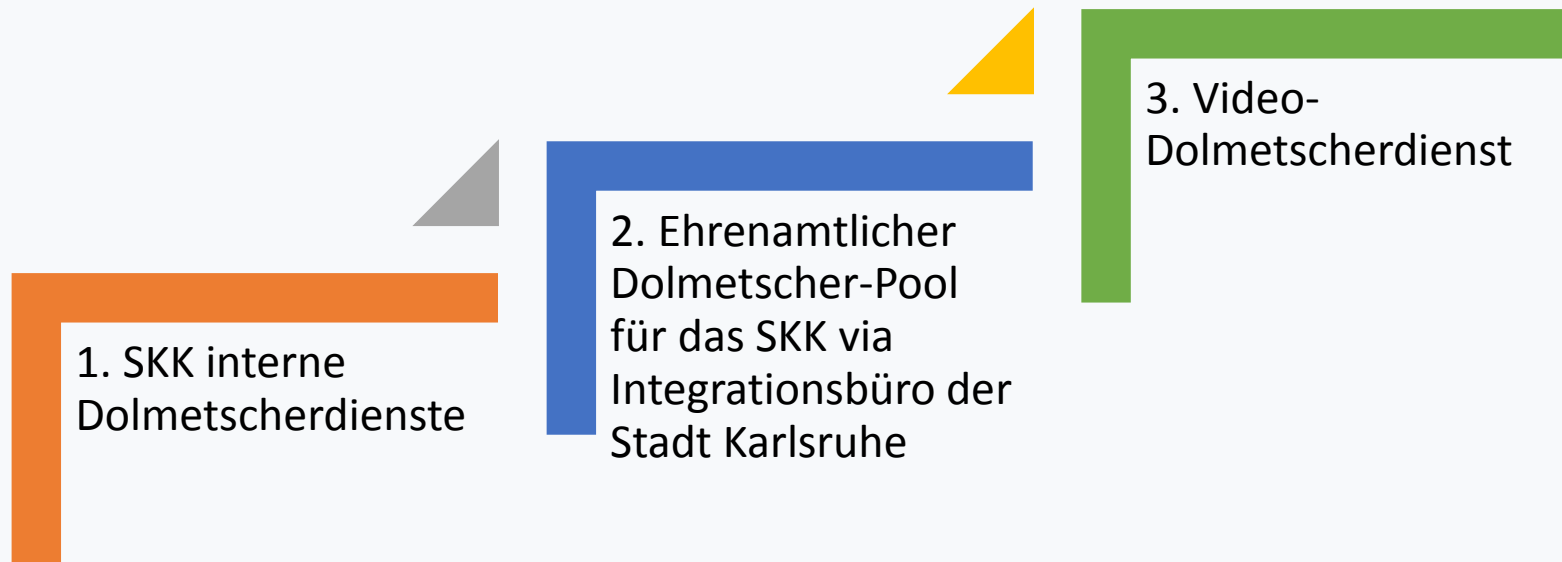 1. SKK interne
Dolmetscherdienste
2. Ehrenamtlicher
Dolmetscher-Pool
für das SKK via
Integrationsbüro der
Stadt Karlsruhe
3. Video-
Dolmetscherdienst